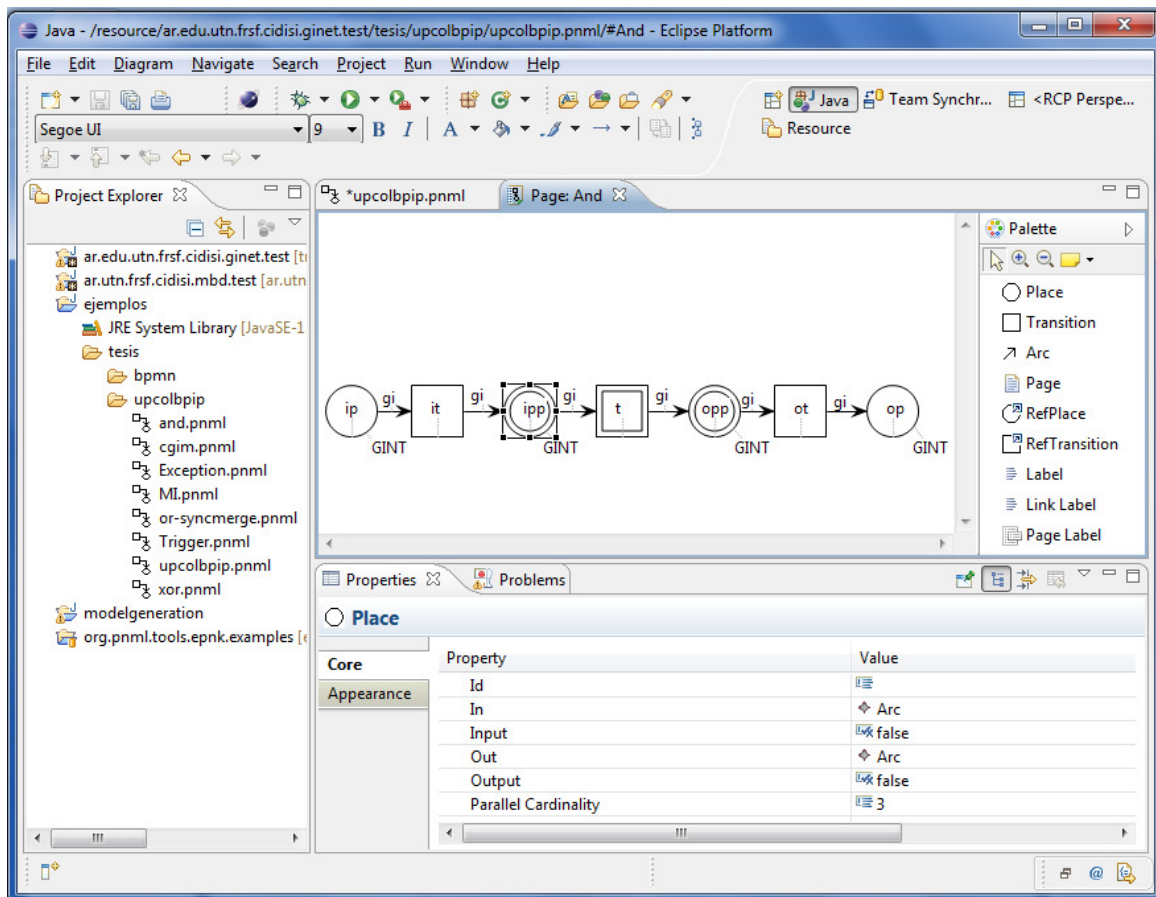 Java - /resource/ar.edu.utn.frsf.cidisi.ginet.test/tesis/upcolbpip/upcolbpip.pnml/#And - Eclipse Platform
File Edit Diagram Navigate Search Project Run Window Help
Java Team Synchr... <RCP Perspe...
Segoe UI 9 B I A Resource
Project Explorer
*upcolbpip.pnml Page: And
ar.edu.utn.frsf.cidisi.ginet.test [t
ar.utn.frsf.cidisi.mbd.test [ar.utn
ejemplos
JRE System Library [JavaSE-1
tesis
bpmn
upcolbpip
and.pnml
cgim.pnml
Exception.pnml
MI.pnml
or-syncmerge.pnml
Trigger.pnml
upcolbpip.pnml
xor.pnml
modelgeneration
org.pnml.tools.epnk.examples [e
ip gi it gi ipp gi t gi opp gi ot gi op
GINT GINT GINT GINT
Palette
Place
Transition
Arc
Page
RefPlace
RefTransition
Label
Link Label
Page Label
Properties Problems
Place
Core
Appearance
Property Value
Id
In Arc
Input false
Out Arc
Output false
Parallel Cardinality 3